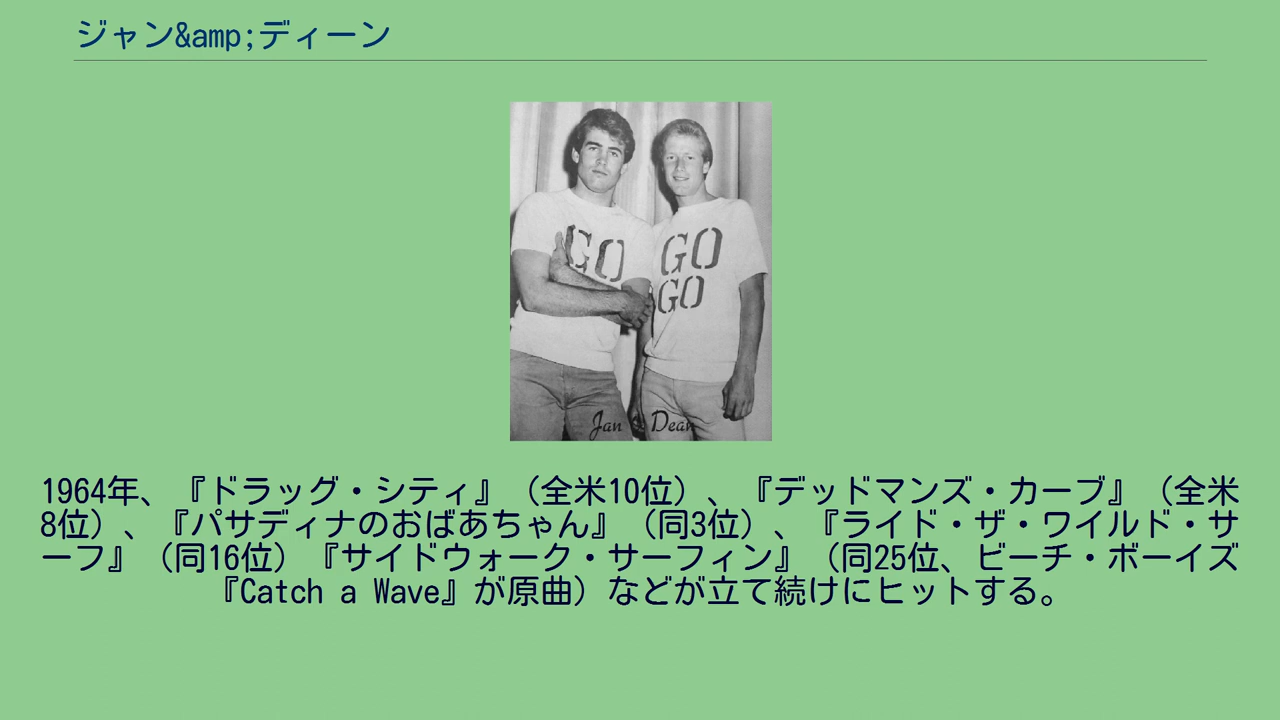 ジャン&amp;ディーン
GO
GO
GO
Jan & Dean
1964年、『ドラッグ・シティ』（全米10位）、『デッドマンズ・カーブ』（全米
8位）、『パサディナのおばあちゃん』（同3位）、『ライド・ザ・ワイルド・サ
ーフ』（同16位）『サイドウォーク・サーフィン』（同25位、ビーチ・ボーイズ
『Catch a Wave』が原曲）などが立て続けにヒットする。